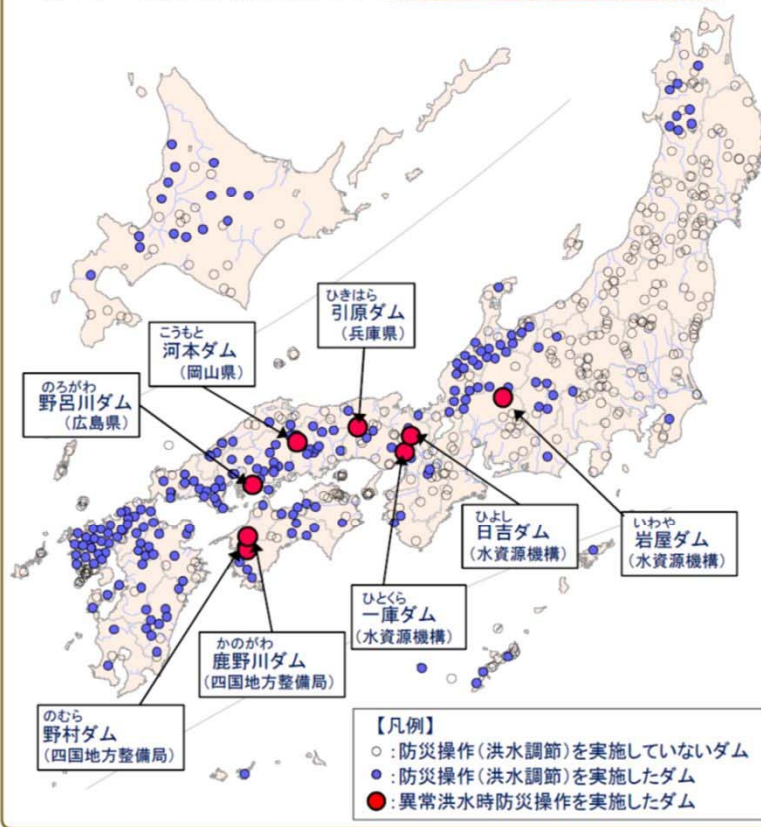 ひきはら
引原ダム
(兵庫県)
こうもと
河本ダム
(岡山県)
のろがわ
野呂川ダム
(広島県)
ひよし
日吉ダム
(水資源機構)
いわや
岩屋ダム
(水資源機構)
ひとくら
一庫ダム
(水資源機構)
かのがわ
鹿野川ダム
(四国地方整備局)
のむら
野村ダム
(四国地方整備局)
【凡例】
○:防災操作(洪水調節)を実施していないダム
●:防災操作(洪水調節)を実施したダム
●:異常洪水時防災操作を実施したダム